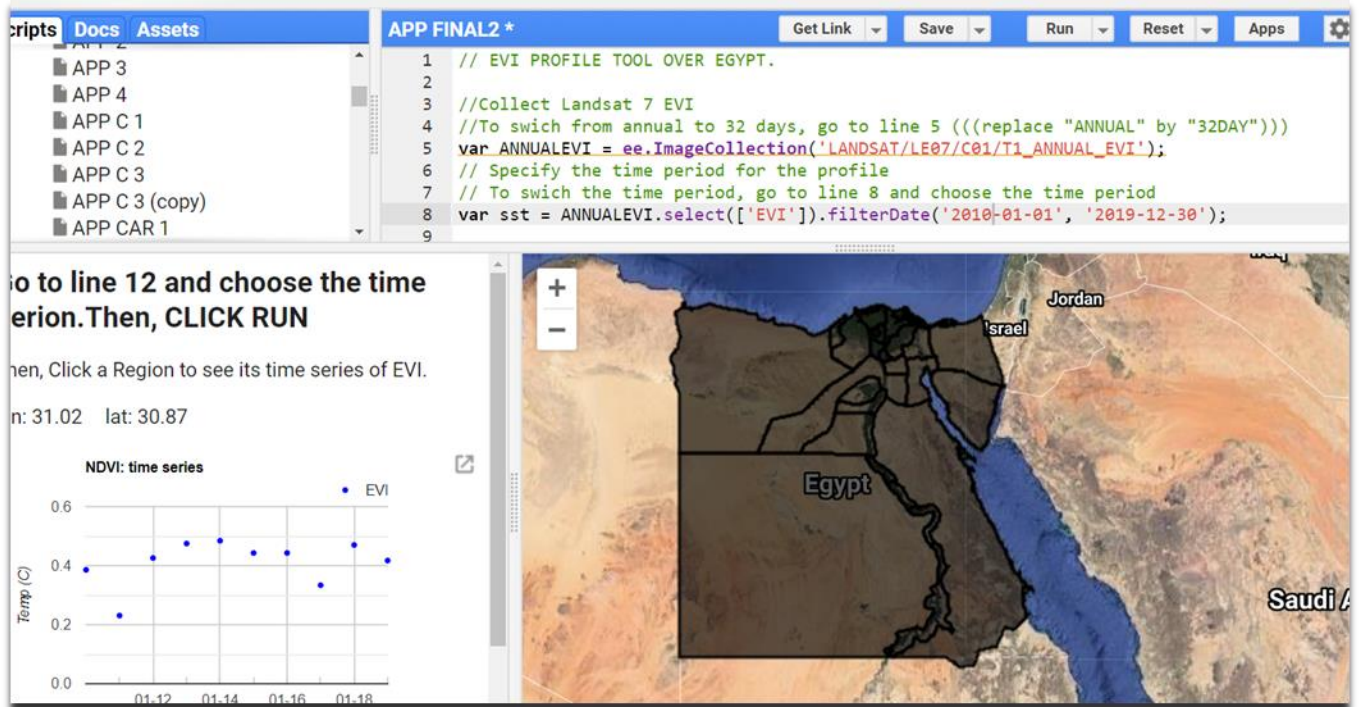 cripts Docs Assets
APP 3
APP 4
APP C 1
APP C 2
APP C 3
APP C 3 (copy)
APP CAR 1
APP FINAL2 *
Get Link Save Run Reset Apps
1 // EVI PROFILE TOOL OVER EGYPT.
2
3 //Collect Landsat 7 EVI
4 //To swich from annual to 32 days, go to line 5 (((replace "ANNUAL" by "32DAY")))
5 var ANNUALEVI = ee.ImageCollection('LANDSAT/LE07/C01/T1_ANNUAL_EVI');
6 // Specify the time period for the profile
7 // To swich the time period, go to line 8 and choose the time period
8 var sst = ANNUALEVI.select(['EVI']).filterDate('2010-01-01', '2019-12-30');
9
o to line 12 and choose the time
erion.Then, CLICK RUN
en, Click a Region to see its time series of EVI.
n: 31.02 lat: 30.87
NDVI: time series
EVI
0.6
0.4
0.2
0.0
Temp (C)
01-12 01-14 01-16 01-18
+
−
Jordan
Israel
Egypt
Saudi A